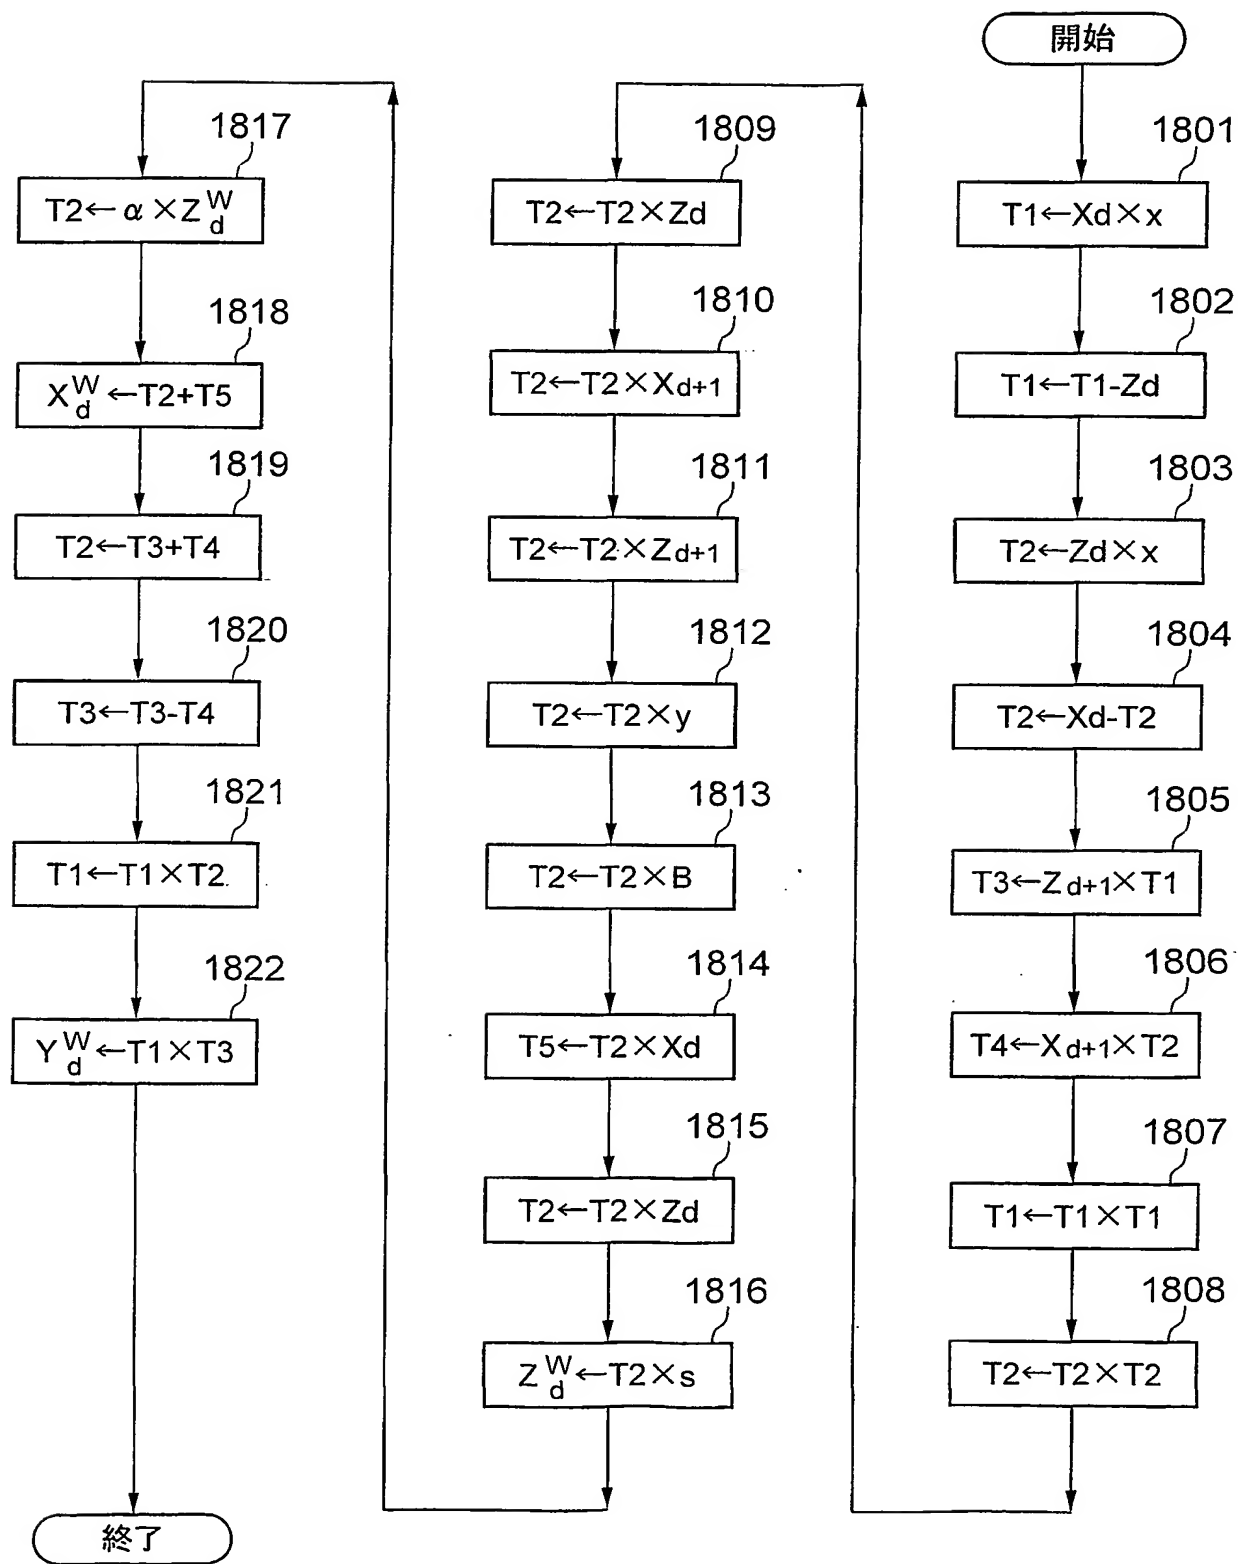 開始
1801
T1←Xd×x
1802
T1←T1-Zd
1803
T2←Zd×x
1804
T2←Xd-T2
1805
T3←Zd+1×T1
1806
T4←Xd+1×T2
1807
T1←T1×T1
1808
T2←T2×T2
1809
T2←T2×Zd
1810
T2←T2×Xd+1
1811
T2←T2×Zd+1
1812
T2←T2×y
1813
T2←T2×B
1814
T5←T2×Xd
1815
T2←T2×Zd
1816
Z^W_d←T2×s
1817
T2←α×Z^W_d
1818
X^W_d←T2+T5
1819
T2←T3+T4
1820
T3←T3-T4
1821
T1←T1×T2
1822
Y^W_d←T1×T3
終了